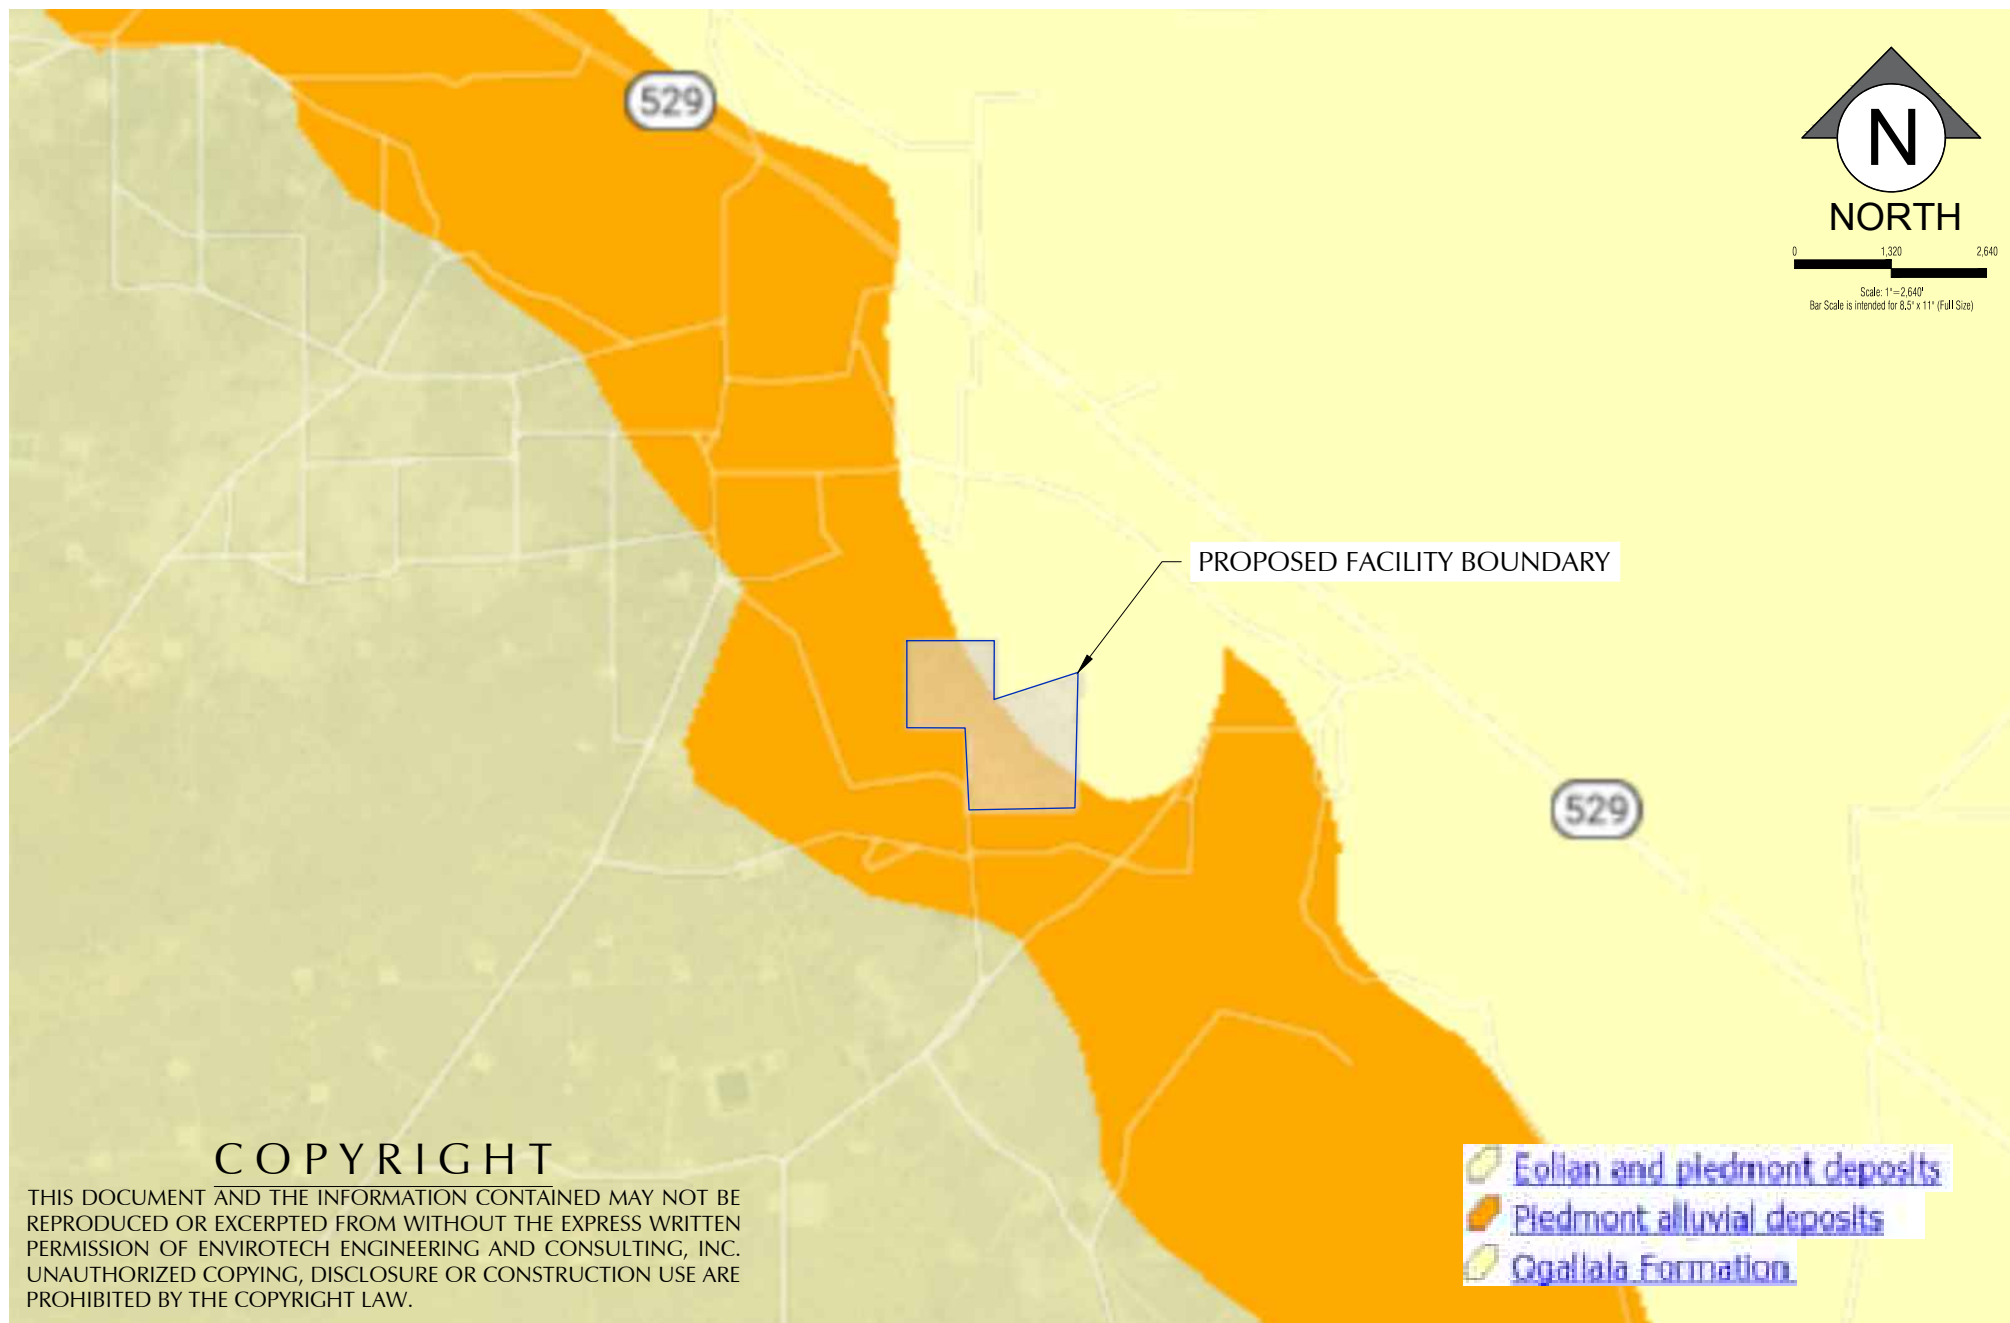 529
N
NORTH
0 1,320 2,640
Scale: 1"=2,640'
Bar Scale is intended for 8.5" x 11" (Full Size)
PROPOSED FACILITY BOUNDARY
529
COPYRIGHT
THIS DOCUMENT AND THE INFORMATION CONTAINED MAY NOT BE
REPRODUCED OR EXCERPTED FROM WITHOUT THE EXPRESS WRITTEN
PERMISSION OF ENVIROTECH ENGINEERING AND CONSULTING, INC.
UNAUTHORIZED COPYING, DISCLOSURE OR CONSTRUCTION USE ARE
PROHIBITED BY THE COPYRIGHT LAW.
Eolian and piedmont deposits
Piedmont alluvial deposits
Ogallala Formation